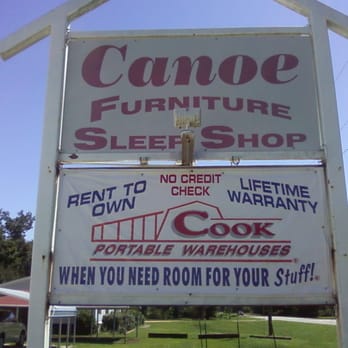 Canoe
FURNITURE
SLEEP SHOP
RENT TO OWN
NO CREDIT CHECK
LIFETIME WARRANTY
COOK
PORTABLE WAREHOUSES®
WHEN YOU NEED ROOM FOR YOUR Stuff!